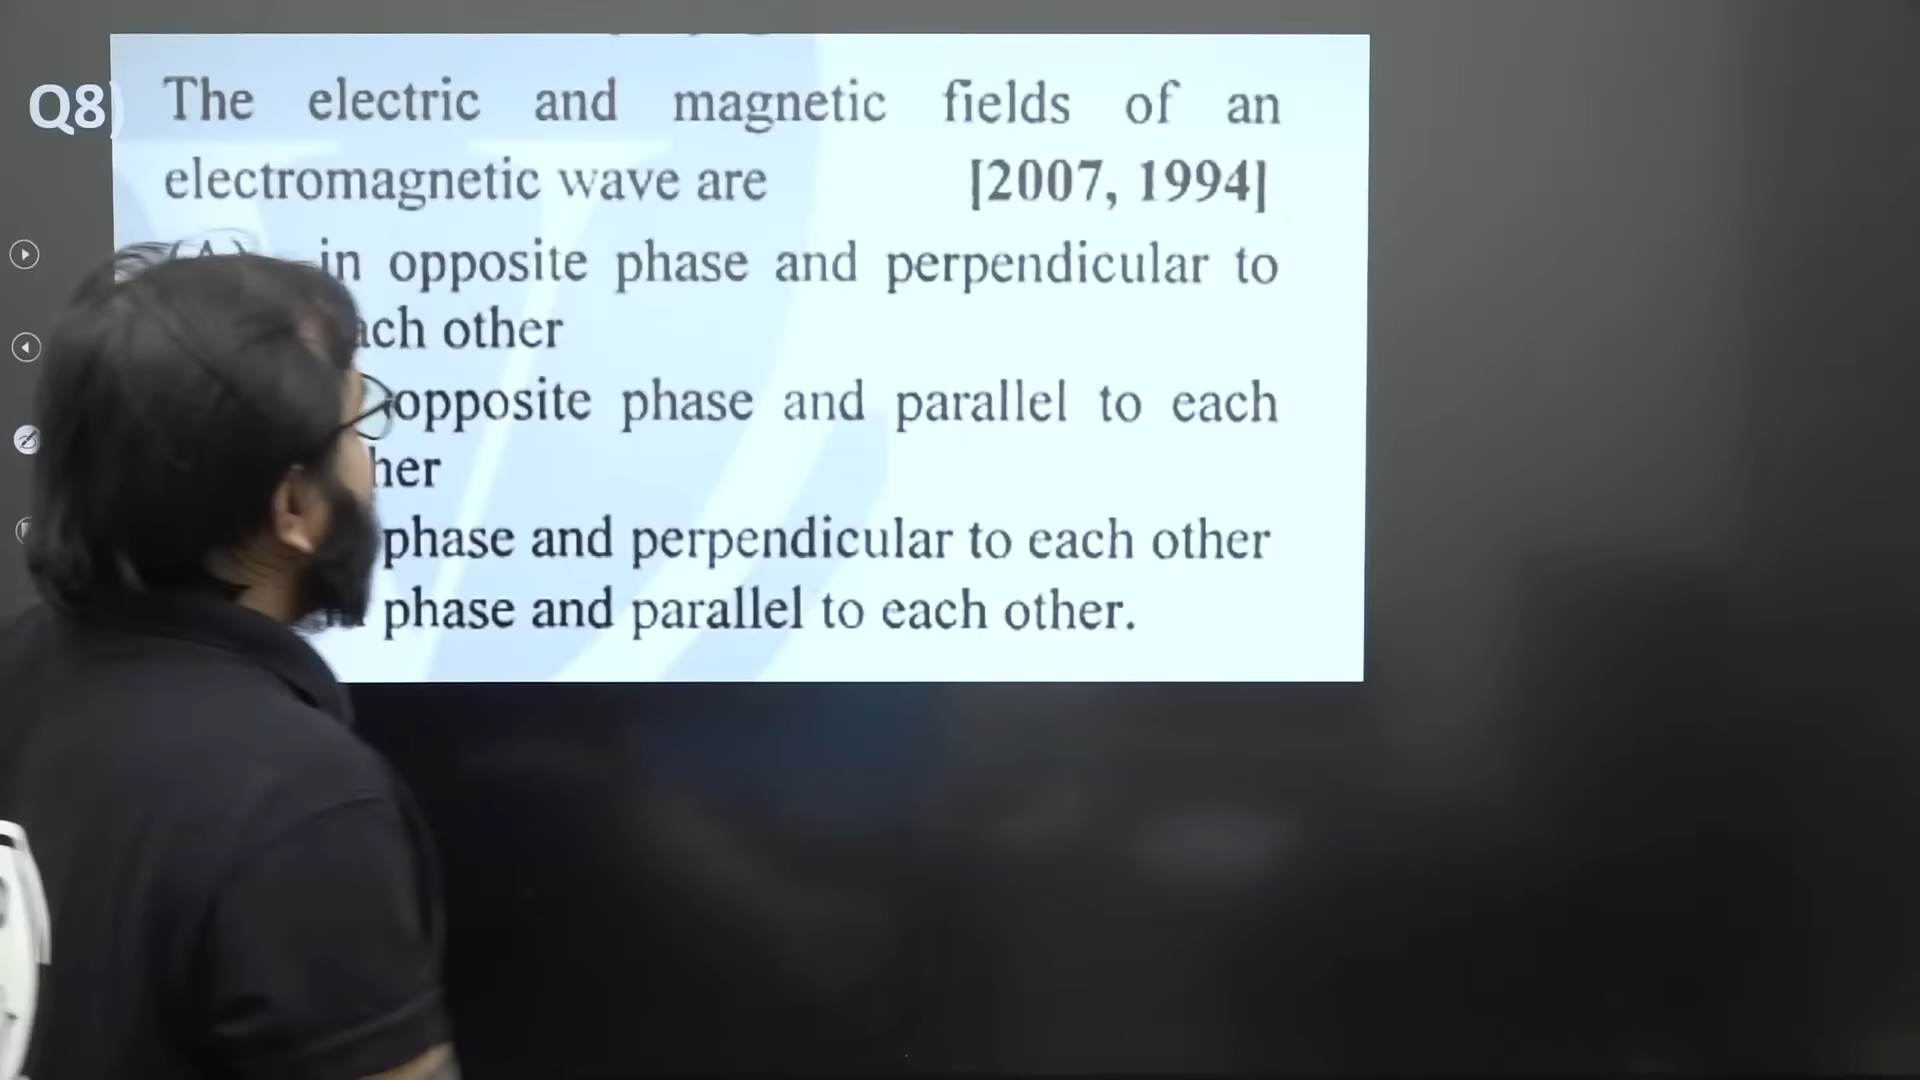 Q8) The electric and magnetic fields of an
electromagnetic wave are [2007, 1994]
(A) in opposite phase and perpendicular to
other
opposite phase and parallel to each
phase and perpendicular to each other
phase and parallel to each other.